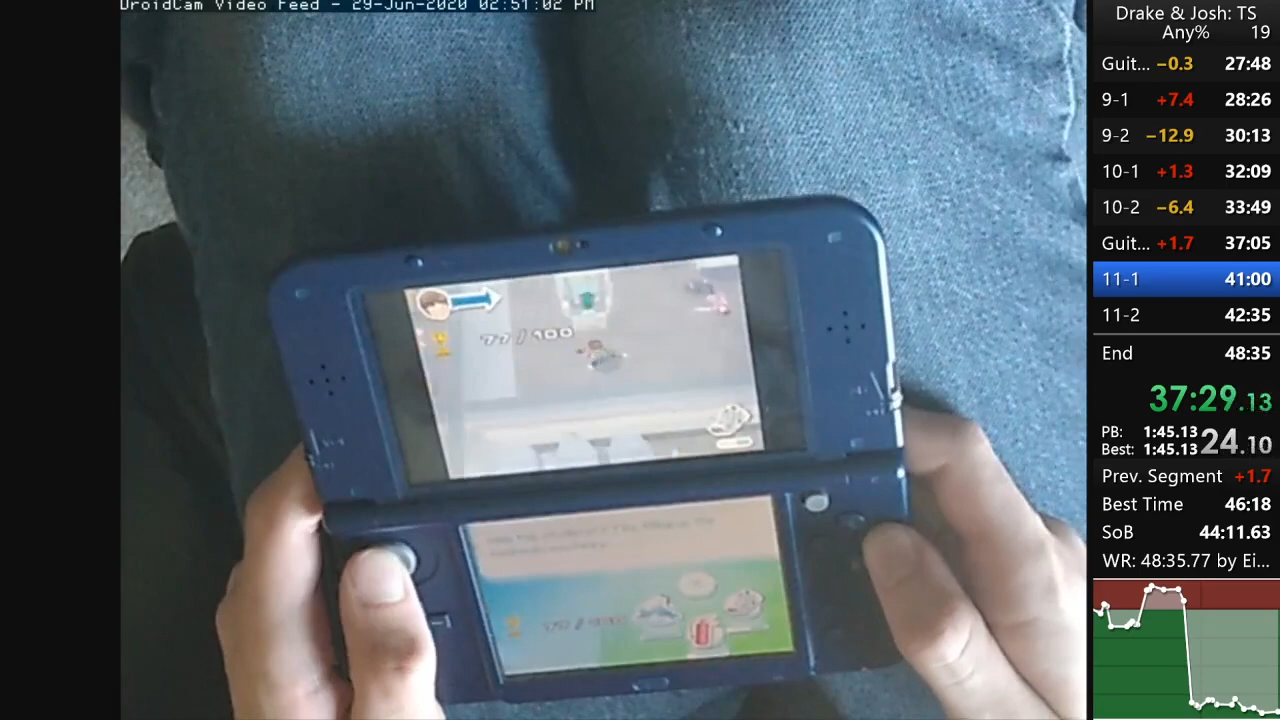 DroidCam Video Feed - 29-Jun-2020 02:51:02 PM
Drake & Josh: TS
Any% 19
Guit... −0.3 27:48
9-1 +7.4 28:26
9-2 −12.9 30:13
10-1 +1.3 32:09
10-2 −6.4 33:49
Guit... +1.7 37:05
11-1 41:00
11-2 42:35
End 48:35
37:29.13
PB: 1:45.13
Best: 1:45.13
24.10
Prev. Segment +1.7
Best Time 46:18
SoB 44:11.63
WR: 48:35.77 by Ei...
77/100